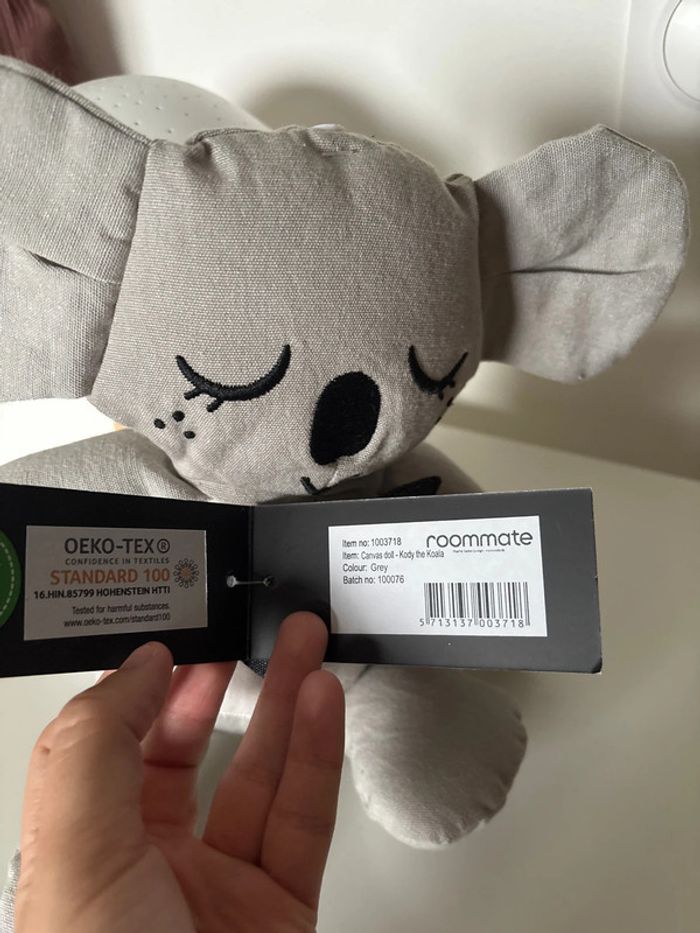 OEKO-TEX®
CONFIDENCE IN TEXTILES
STANDARD 100
16.HIN.85799 HOHENSTEIN HTTI
Tested for harmful substances.
www.oeko-tex.com/standard100
roommate
Item no: 1003718
Item: Canvas doll - Kody the Koala
Colour: Grey
Batch no: 100076
5 713137 003718